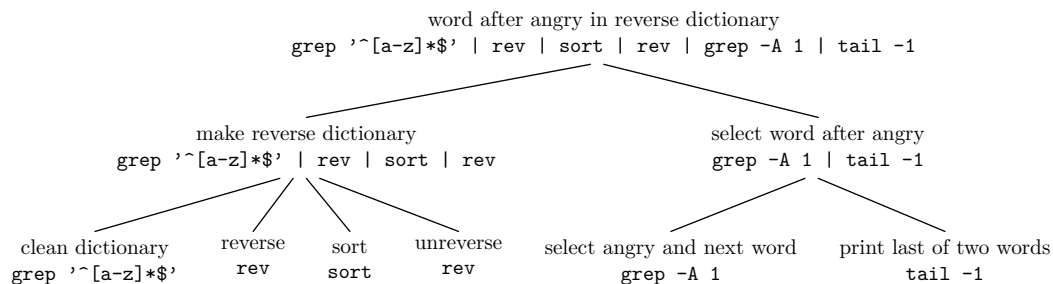 word after angry in reverse dictionary
grep '^[a-z]*$' | rev | sort | rev | grep -A 1 | tail -1
make reverse dictionary
grep '^[a-z]*$' | rev | sort | rev
select word after angry
grep -A 1 | tail -1
clean dictionary
grep '^[a-z]*$'
reverse
rev
sort
sort
unreverse
rev
select angry and next word
grep -A 1
print last of two words
tail -1